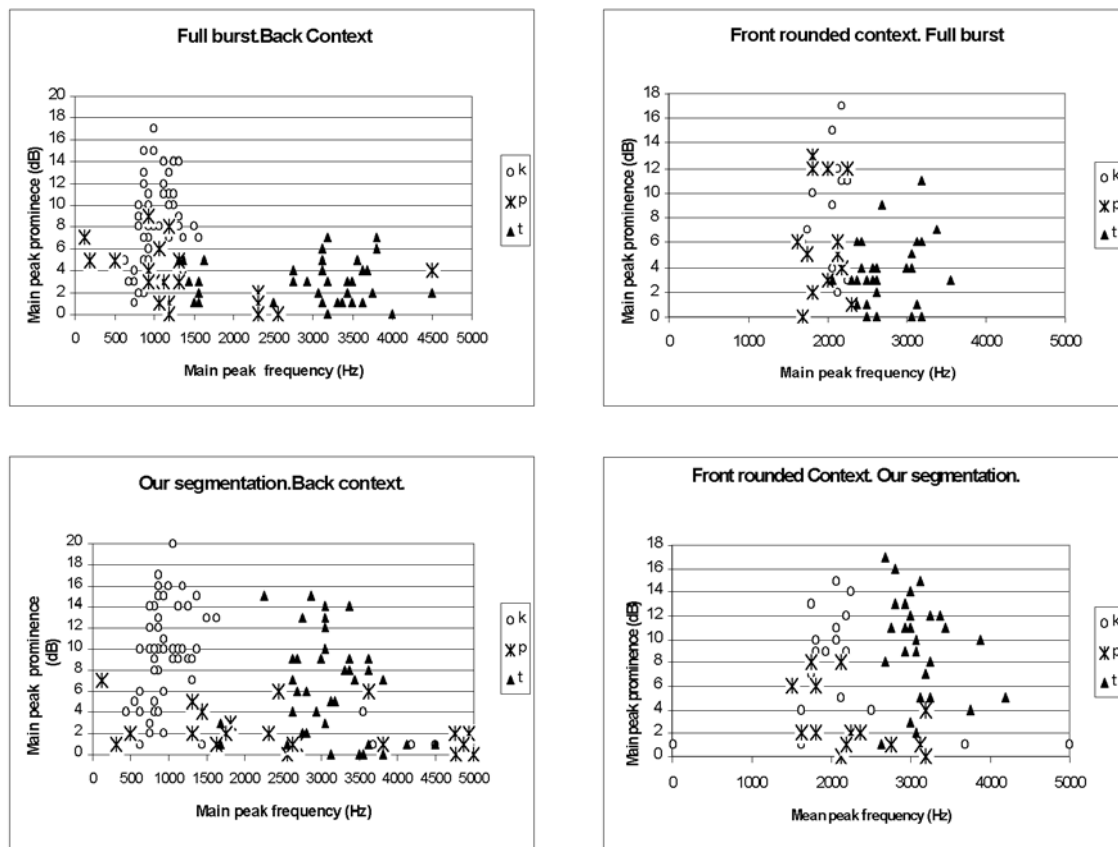 Full burst.Back Context
Main peak prominece (dB)
20
18
16
14
12
10
8
6
4
2
0
0 500 1000 1500 2000 2500 3000 3500 4000 4500 5000
Main peak frequency (Hz)
k
p
t
Front rounded context. Full burst
Main peak prominence (dB)
18
16
14
12
10
8
6
4
2
0
0 1000 2000 3000 4000 5000
Main peak frequency (Hz)
k
p
t
Our segmentation.Back context.
Main peak prominence
(dB)
20
18
16
14
12
10
8
6
4
2
0
0 500 1000 1500 2000 2500 3000 3500 4000 4500 5000
Main peak frequency (Hz)
k
p
t
Front rounded Context. Our segmentation.
Main peak prominence (dB)
18
16
14
12
10
8
6
4
2
0
0 1000 2000 3000 4000 5000
Mean peak frequency (Hz)
k
p
t